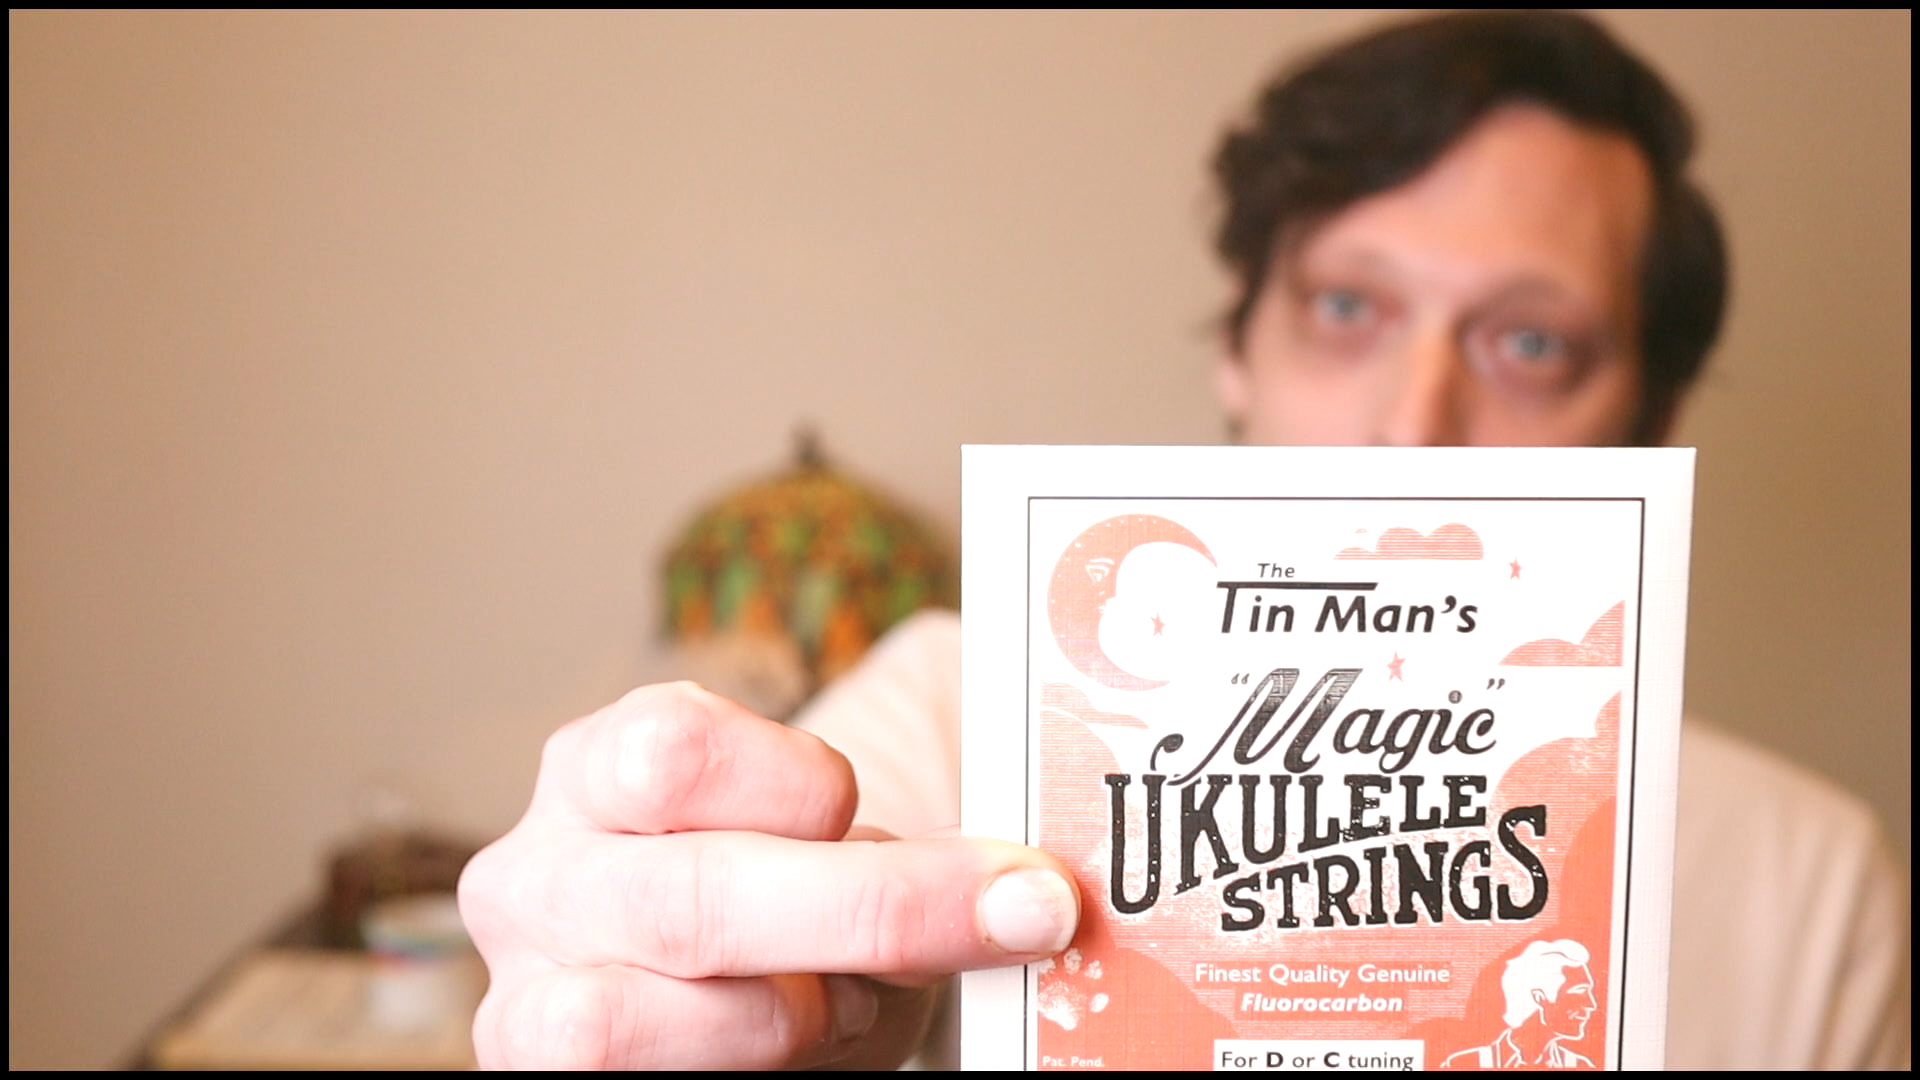 The
Tin Man's
"Magic"
UKULELE
STRINGS
Finest Quality Genuine
Fluorocarbon
Pat. Pend.
For D or C tuning